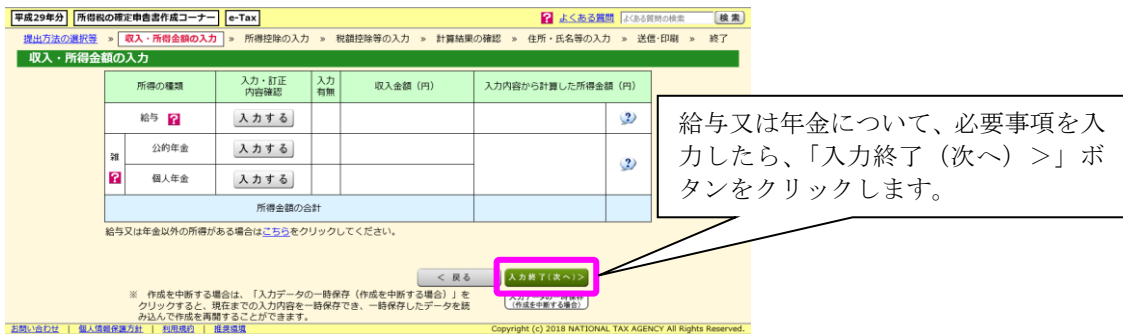 平成29年分 所得税の確定申告書作成コーナー e-Tax ? よくある質問 よくある質問の検索 検索
提出方法の選択等 » 収入・所得金額の入力 » 所得控除の入力 » 税額控除等の入力 » 計算結果の確認 » 住所・氏名等の入力 » 送信・印刷 » 終了
収入・所得金額の入力
所得の種類 入力・訂正 内容確認 入力 有無 収入金額（円） 入力内容から計算した所得金額（円）
給与 ? 入力する ?
雑 ? 公的年金 入力する ?
個人年金 入力する
所得金額の合計
給与又は年金以外の所得がある場合はこちらをクリックしてください。
< 戻る 入力終了(次へ)>
※ 作成を中断する場合は、「入力データの一時保存（作成を中断する場合）」を
クリックすると、現在までの入力内容を一時保存でき、一時保存したデータを読
み込んで作成を再開することができます。
入力データの一時保存
(作成を中断する場合)
お問い合わせ | 個人情報保護方針 | 利用規約 | 推奨環境 Copyright (c) 2018 NATIONAL TAX AGENCY All Rights Reserved.
給与又は年金について、必要事項を入
力したら、「入力終了（次へ）＞」ボ
タンをクリックします。